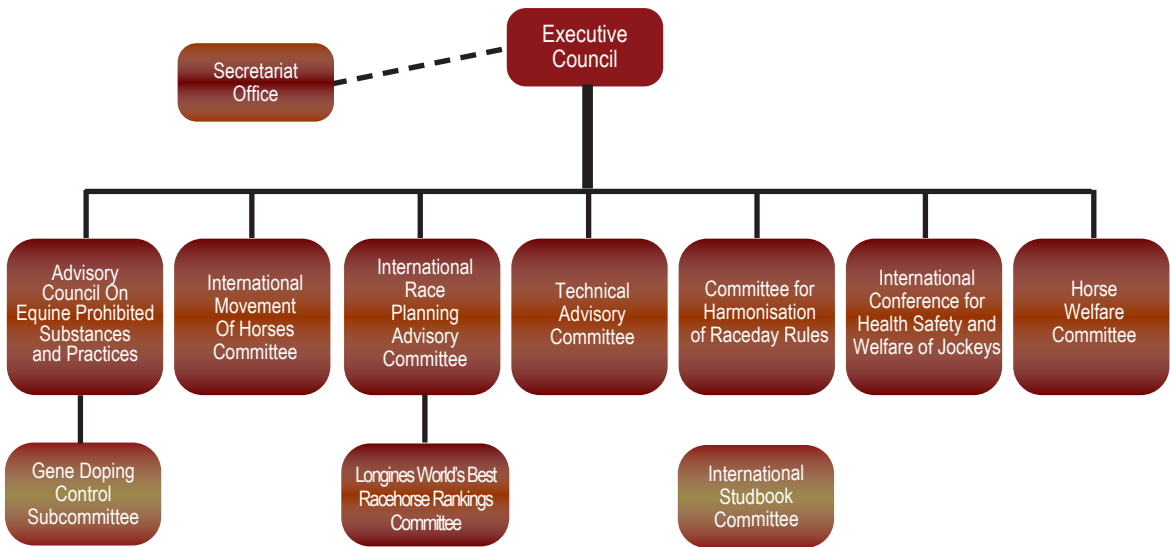 Executive
Council
Secretariat
Office
Advisory
Council On
Equine Prohibited
Substances
and Practices
International
Movement
Of Horses
Committee
International
Race
Planning
Advisory
Committee
Technical
Advisory
Committee
Committee for
Harmonisation
of Raceday Rules
International
Conference for
Health Safety and
Welfare of Jockeys
Horse
Welfare
Committee
Gene Doping
Control
Subcommittee
Longines World's Best
Racehorse Rankings
Committee
International
Studbook
Committee